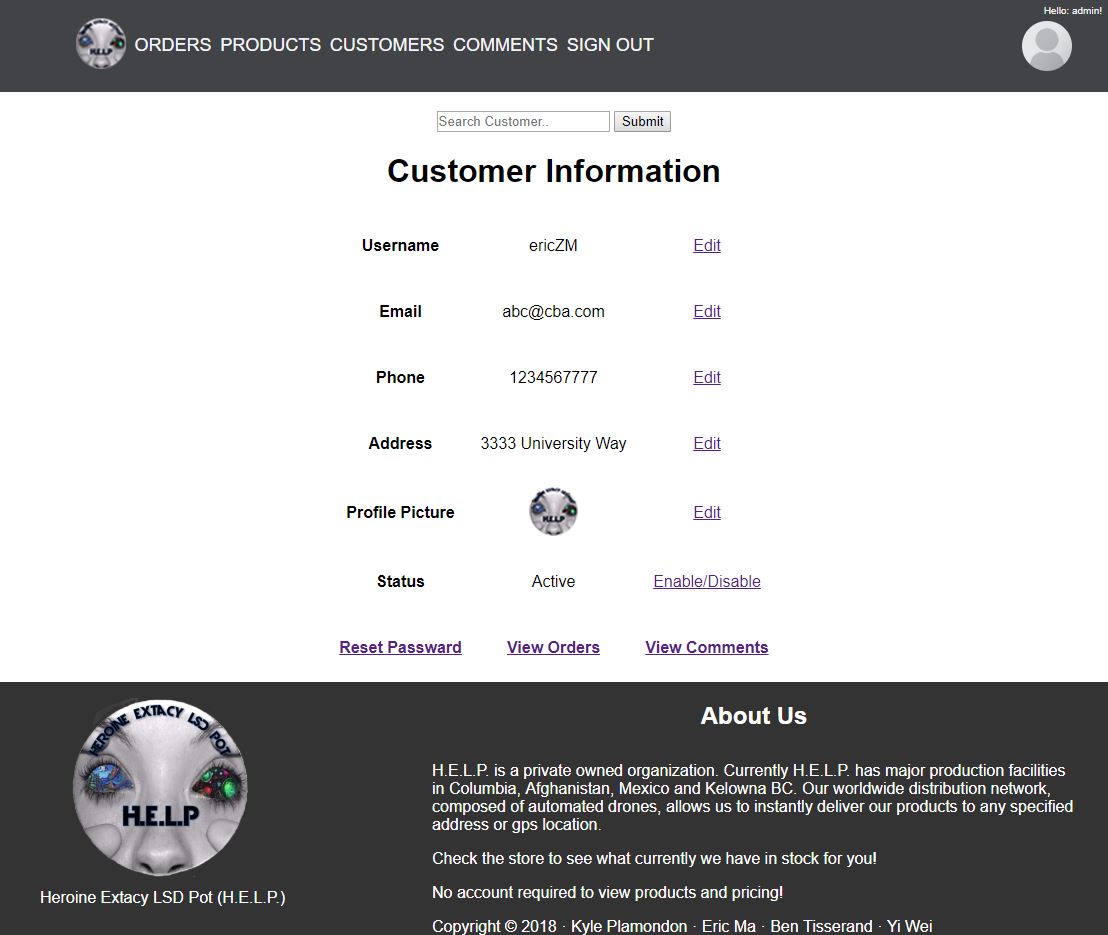 Hello: admin!
H.E.L.P
ORDERS PRODUCTS CUSTOMERS COMMENTS SIGN OUT
Search Customer.. Submit
Customer Information
Username ericZM Edit
Email abc@cba.com Edit
Phone 1234567777 Edit
Address 3333 University Way Edit
Profile Picture H.E.L.P Edit
Status Active Enable/Disable
Reset Password View Orders View Comments
HEROINE EXTACY LSD POT
H.E.L.P
Heroine Extacy LSD Pot (H.E.L.P.)
About Us
H.E.L.P. is a private owned organization. Currently H.E.L.P. has major production facilities
in Columbia, Afghanistan, Mexico and Kelowna BC. Our worldwide distribution network,
composed of automated drones, allows us to instantly deliver our products to any specified
address or gps location.
Check the store to see what currently we have in stock for you!
No account required to view products and pricing!
Copyright © 2018 · Kyle Plamondon · Eric Ma · Ben Tisserand · Yi Wei